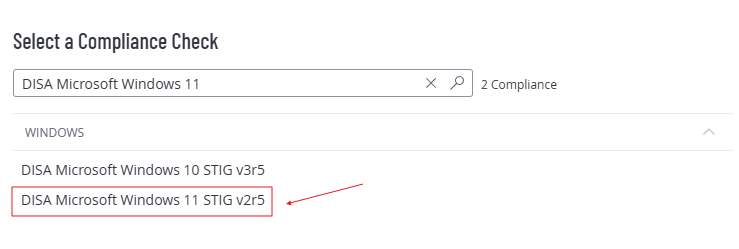 Select a Compliance Check
DISA Microsoft Windows 11
2 Compliance
WINDOWS
DISA Microsoft Windows 10 STIG v3r5
DISA Microsoft Windows 11 STIG v2r5